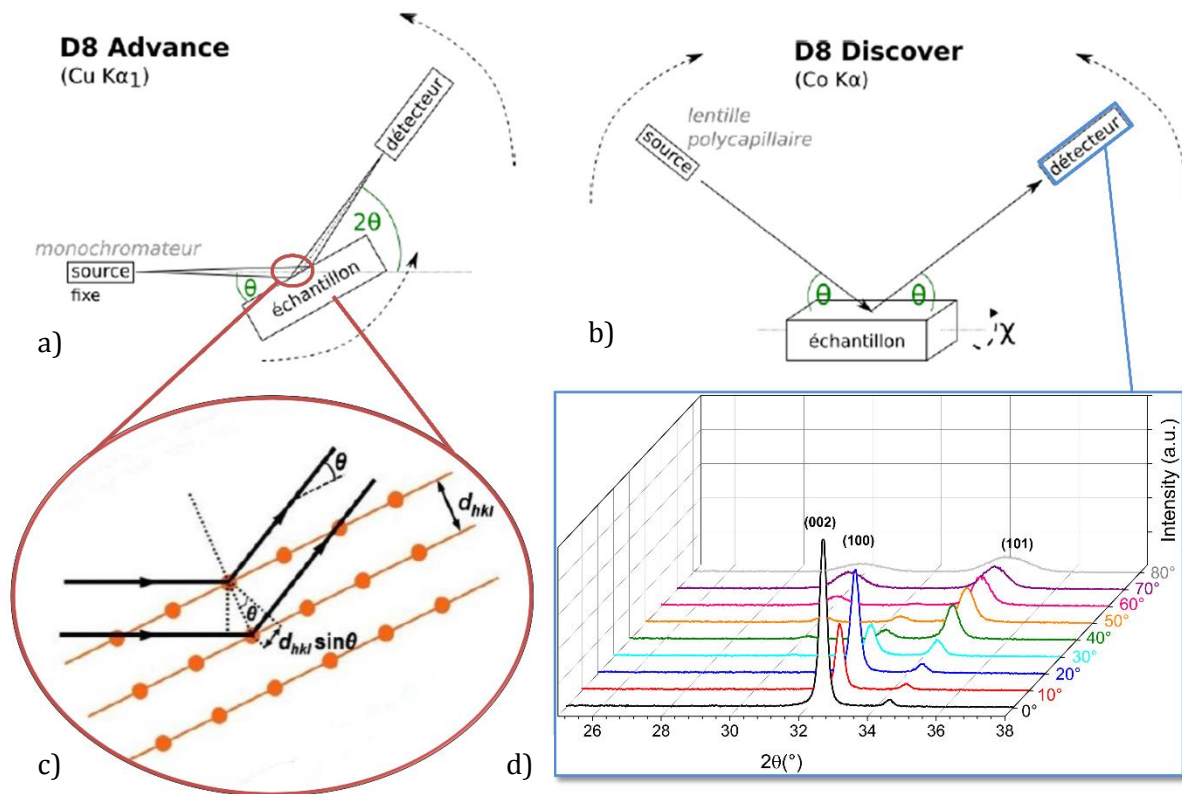 D8 Advance
(Cu Kα1)
détecteur
2θ
monochromateur
source
fixe
θ
échantillon
a)
D8 Discover
(Co Kα)
lentille
polycapillaire
source
détecteur
θ
θ
échantillon
χ
b)
θ
d hkl
θ
d hkl sinθ
c)
Intensity (a.u.)
(002)
(100)
(101)
80°
70°
60°
50°
40°
30°
20°
10°
0°
26 28 30 32 34 36 38
2θ(°)
d)